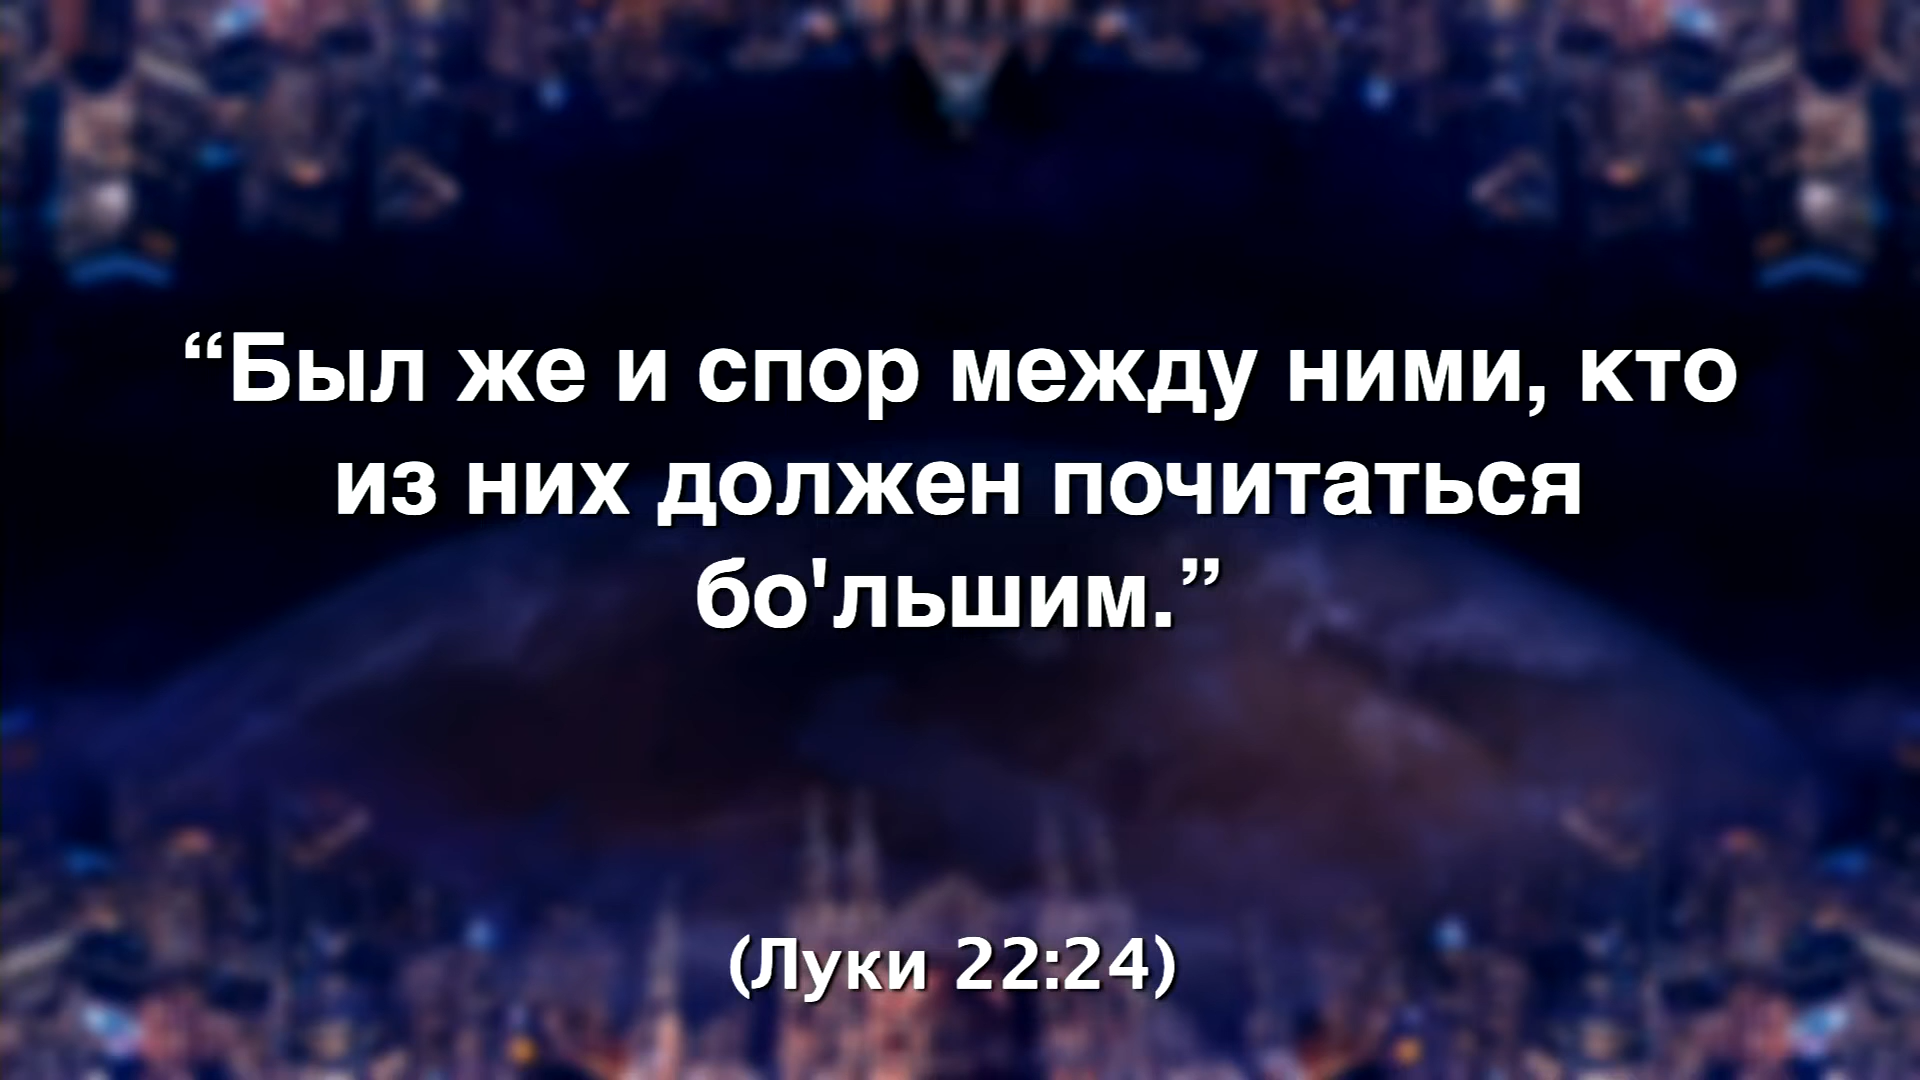 “Был же и спор между ними, кто
из них должен почитаться
бо'льшим.”
(Луки 22:24)